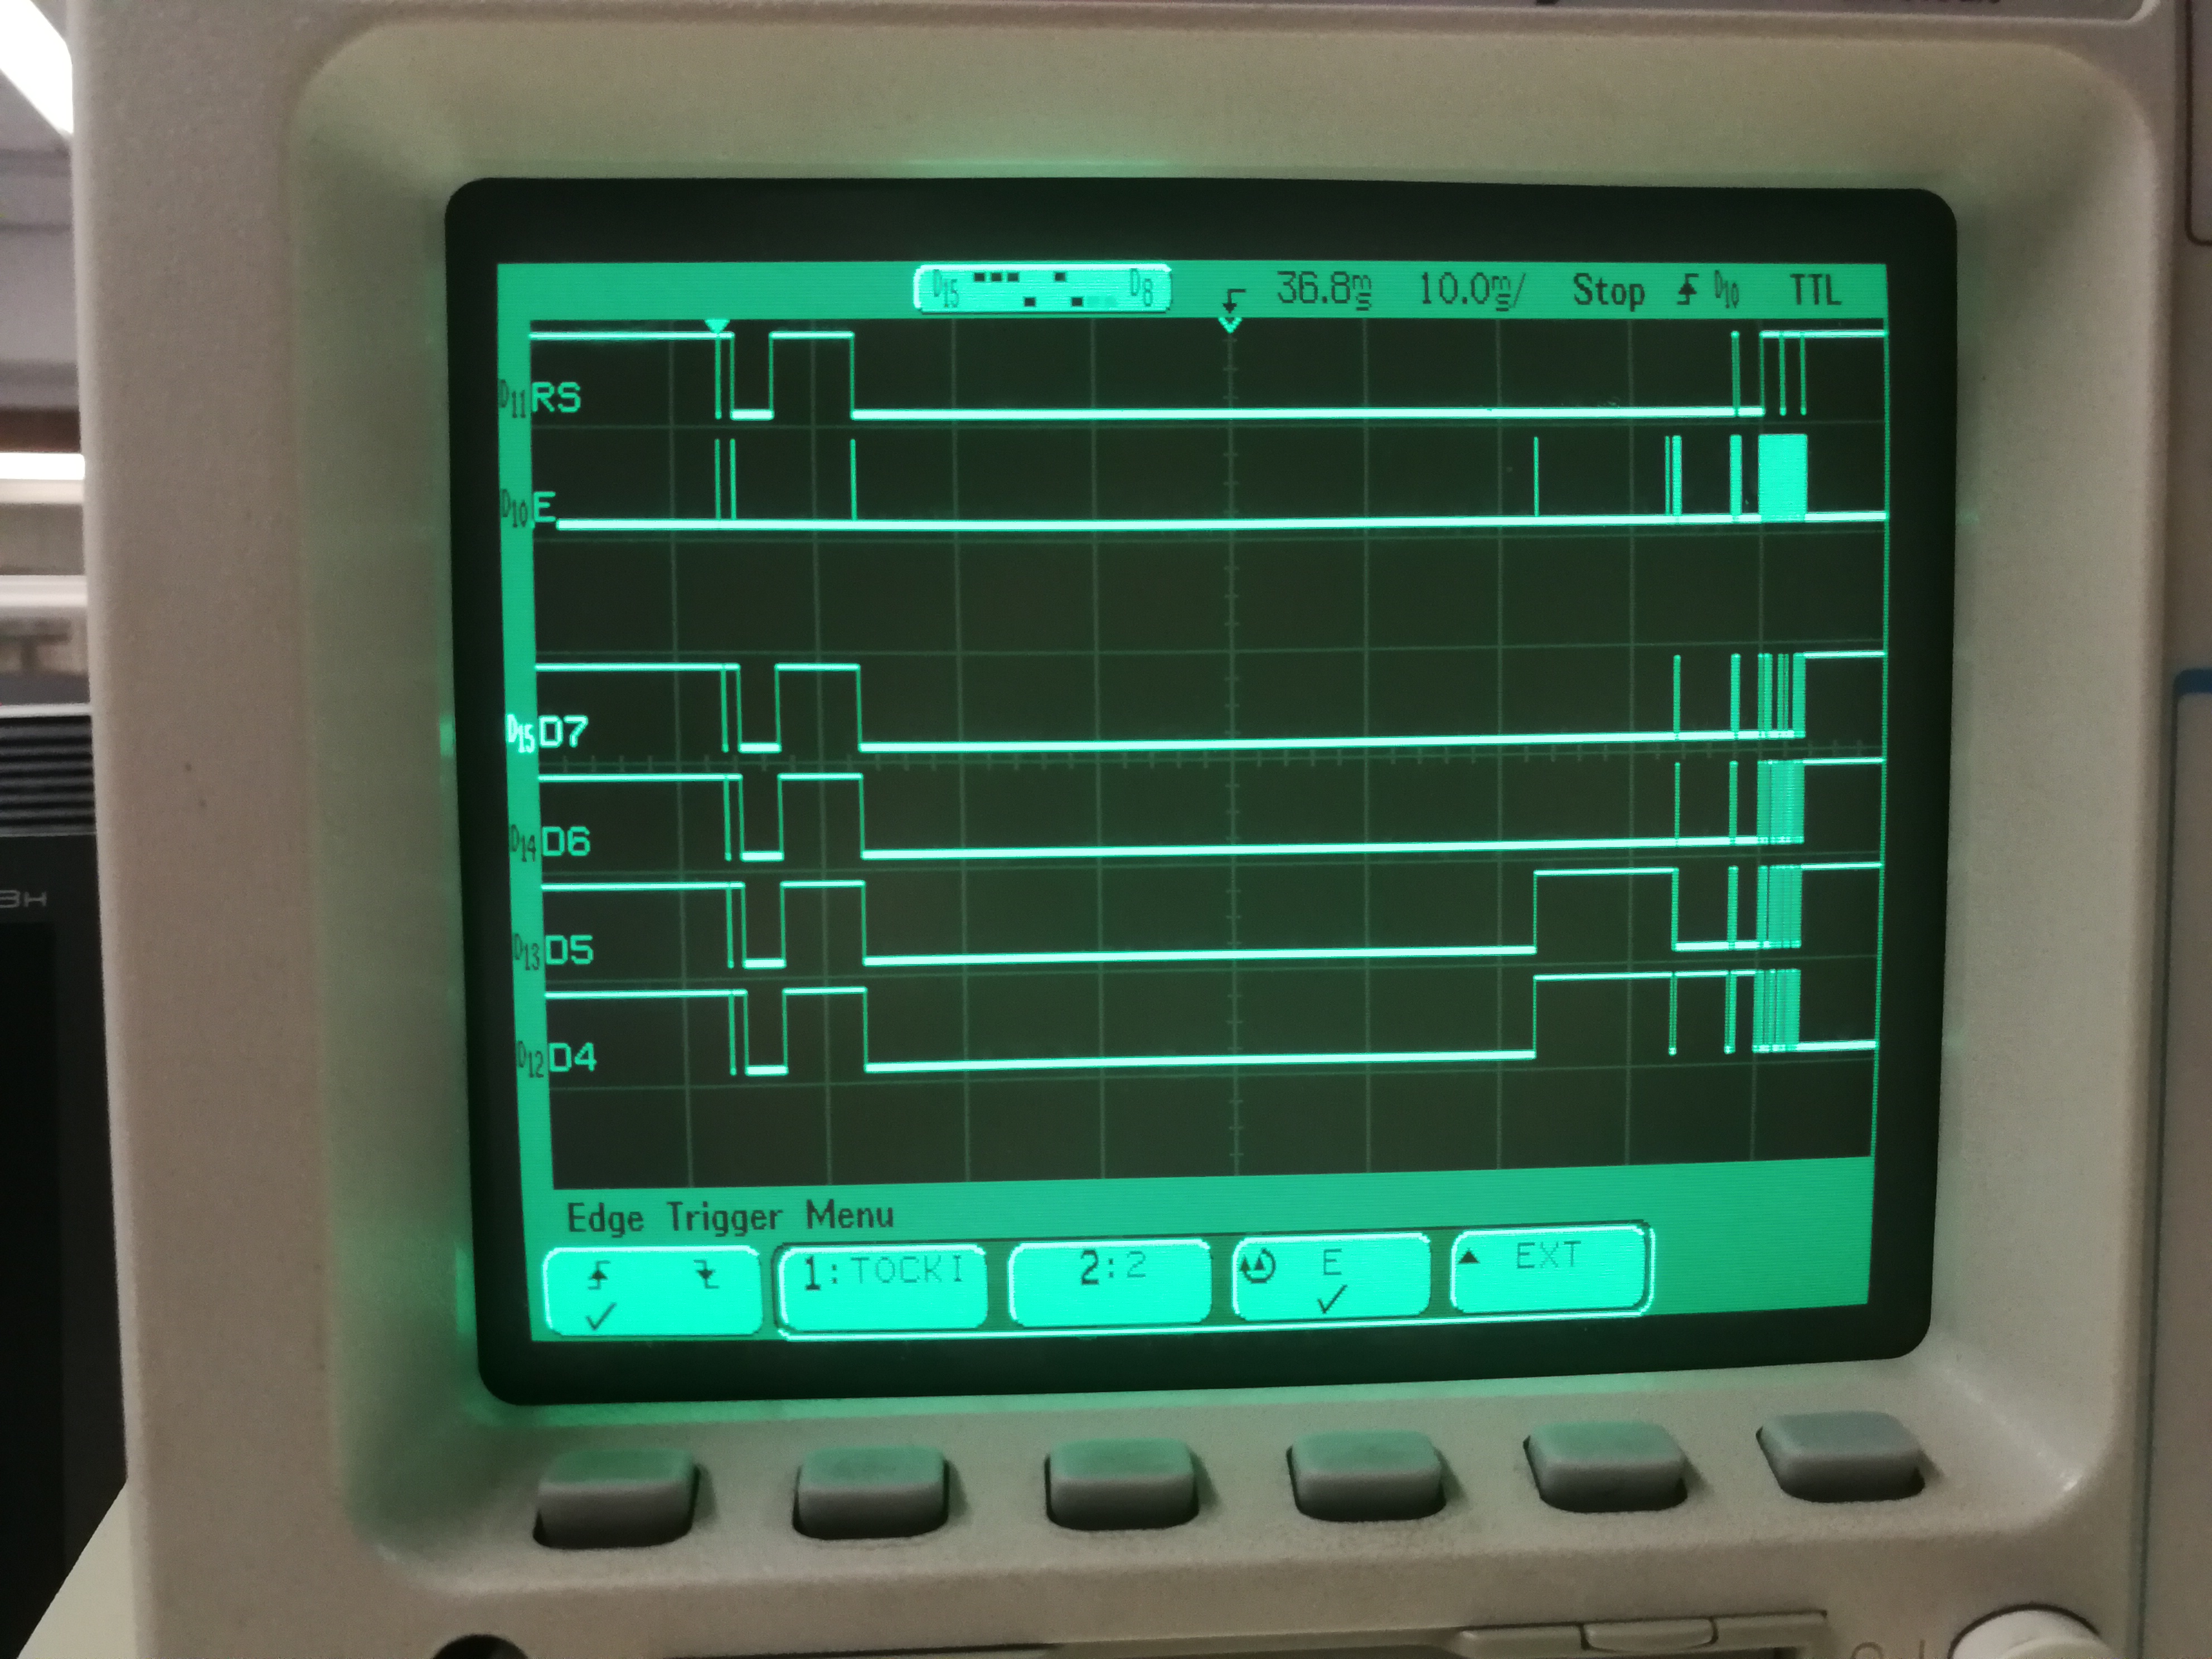 D15 D8 36.8ms 10.0ms/ Stop D10 TTL
D11 RS
D10 E
D15 D7
D14 D6
D13 D5
D12 D4
Edge Trigger Menu
1:TOCKI 2:2 E EXT
3H